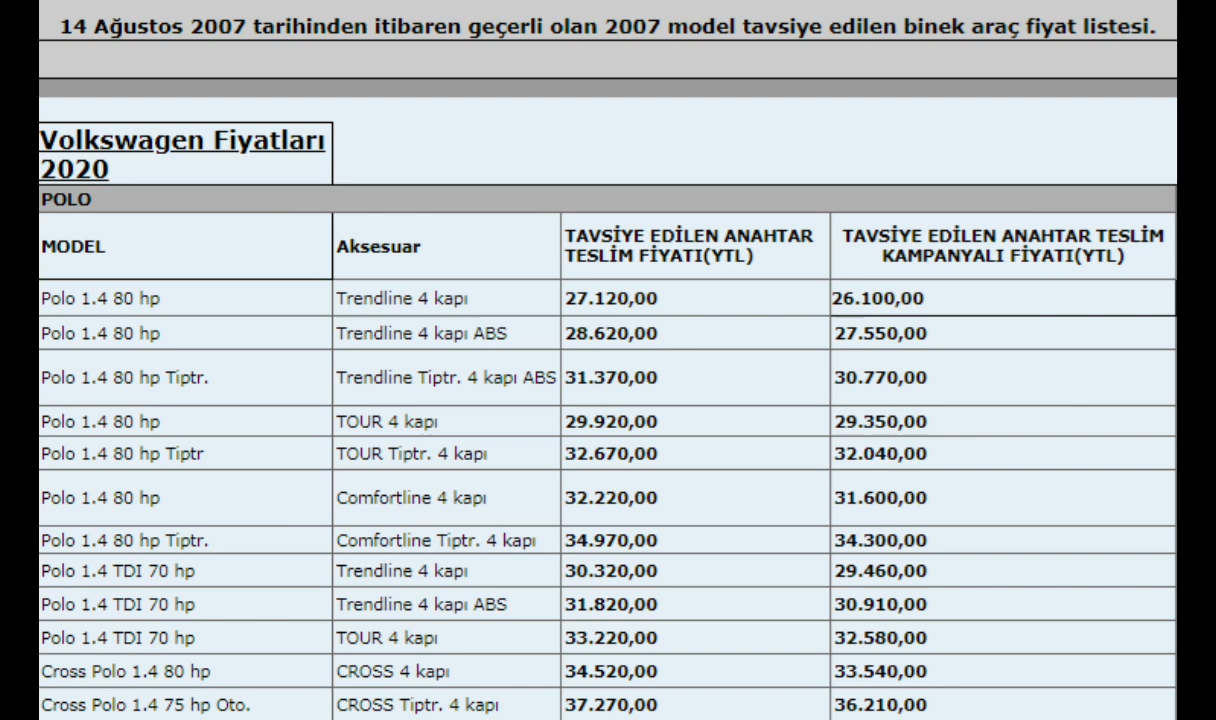 14 Ağustos 2007 tarihinden itibaren geçerli olan 2007 model tavsiye edilen binek araç fiyat listesi.
Volkswagen Fiyatları
2020
POLO
MODEL Aksesuar TAVSİYE EDİLEN ANAHTAR TESLİM FİYATI(YTL) TAVSİYE EDİLEN ANAHTAR TESLİM KAMPANYALI FİYATI(YTL)
Polo 1.4 80 hp Trendline 4 kapı 27.120,00 26.100,00
Polo 1.4 80 hp Trendline 4 kapı ABS 28.620,00 27.550,00
Polo 1.4 80 hp Tiptr. Trendline Tiptr. 4 kapı ABS 31.370,00 30.770,00
Polo 1.4 80 hp TOUR 4 kapı 29.920,00 29.350,00
Polo 1.4 80 hp Tiptr TOUR Tiptr. 4 kapı 32.670,00 32.040,00
Polo 1.4 80 hp Comfortline 4 kapı 32.220,00 31.600,00
Polo 1.4 80 hp Tiptr. Comfortline Tiptr. 4 kapı 34.970,00 34.300,00
Polo 1.4 TDI 70 hp Trendline 4 kapı 30.320,00 29.460,00
Polo 1.4 TDI 70 hp Trendline 4 kapı ABS 31.820,00 30.910,00
Polo 1.4 TDI 70 hp TOUR 4 kapı 33.220,00 32.580,00
Cross Polo 1.4 80 hp CROSS 4 kapı 34.520,00 33.540,00
Cross Polo 1.4 75 hp Oto. CROSS Tiptr. 4 kapı 37.270,00 36.210,00